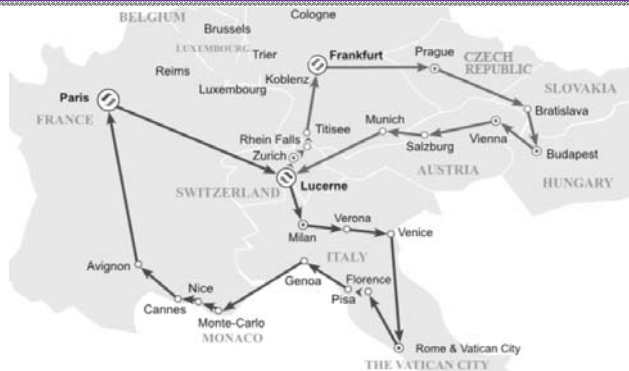 BELGIUM
Cologne
Brussels
LUXEMBOURG
Trier
Frankfurt
Prague
CZECH
REPUBLIC
Reims
Koblenz
Luxembourg
SLOVAKIA
Paris
FRANCE
Bratislava
Rhein Falls
Titisee
Munich
Vienna
Zurich
Salzburg
Budapest
SWITZERLAND
Lucerne
AUSTRIA
HUNGARY
Milan
Verona
Venice
ITALY
Avignon
Genoa
Florence
Nice
Pisa
Cannes
Monte-Carlo
MONACO
Rome & Vatican City
THE VATICAN CITY